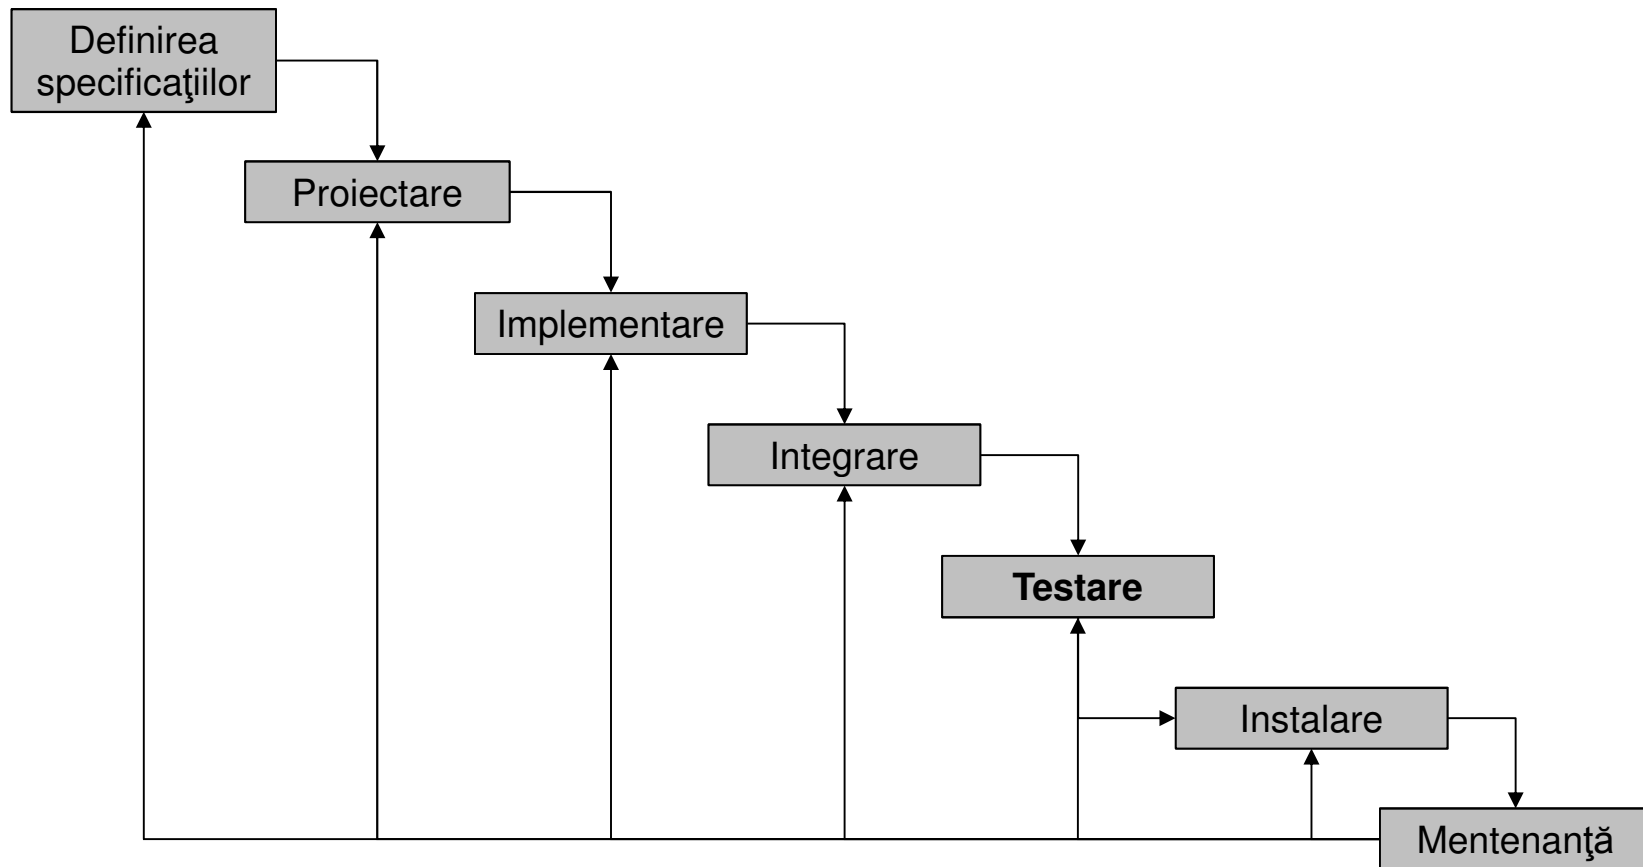 Definirea
specificaţiilor
Proiectare
Implementare
Integrare
Testare
Instalare
Mentenanţă